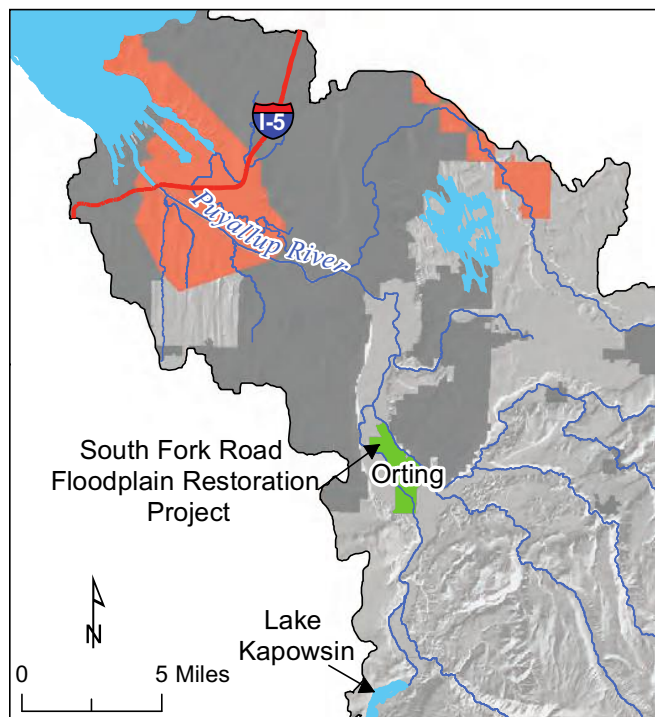 I-5
Puyallup River
South Fork Road
Floodplain Restoration
Project
Orting
N
Lake
Kapowsin
0 5 Miles